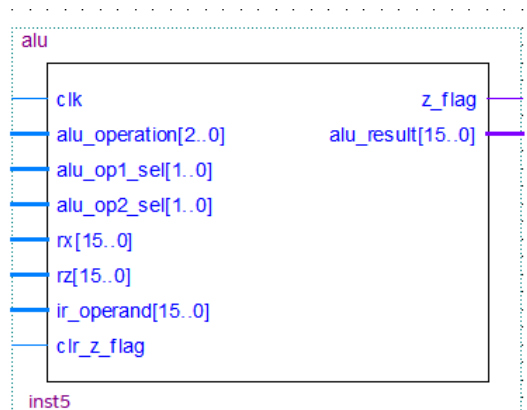 alu
clk z_flag
alu_operation[2..0] alu_result[15..0]
alu_op1_sel[1..0]
alu_op2_sel[1..0]
rx[15..0]
rz[15..0]
ir_operand[15..0]
clr_z_flag
inst5